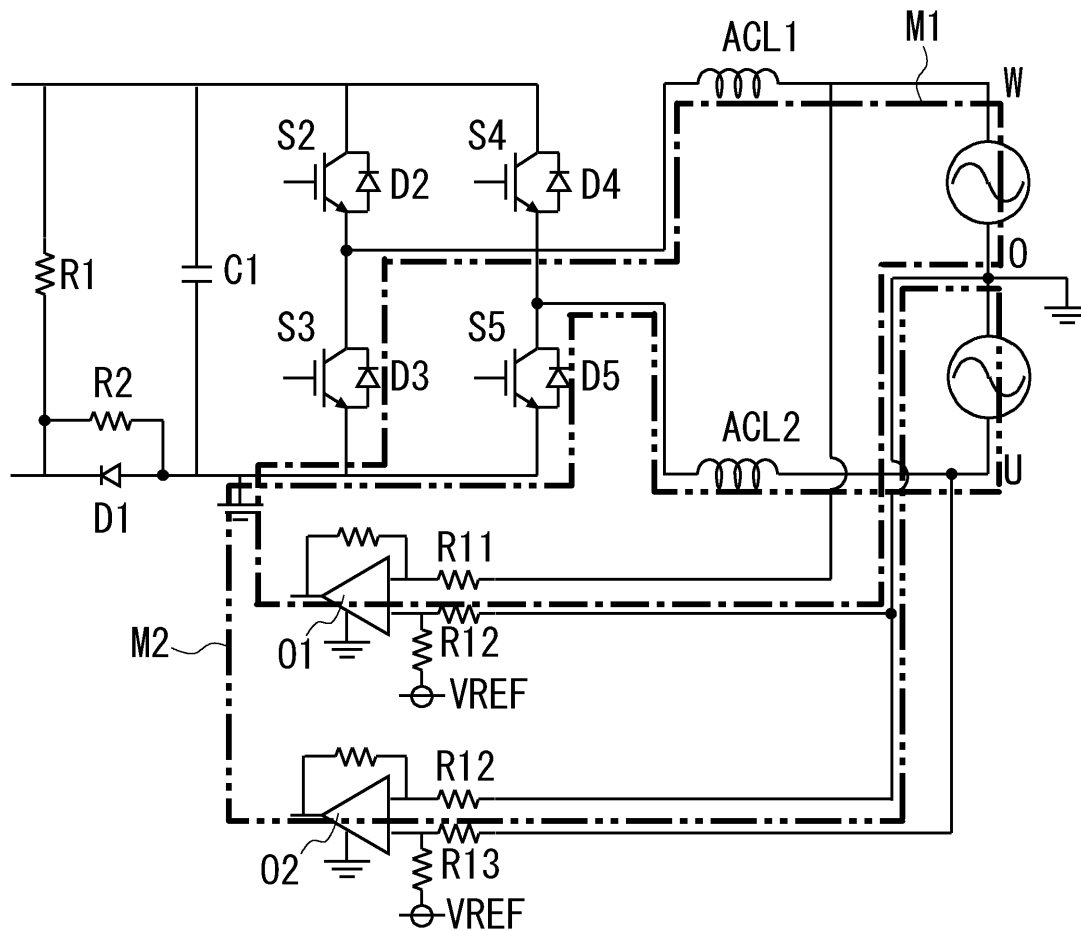 M1
ACL1
W
S2
S4
D2
D4
O
R1
C1
S3
S5
D3
D5
R2
ACL2
U
D1
R11
M2
O1
R12
VREF
R12
O2
R13
VREF